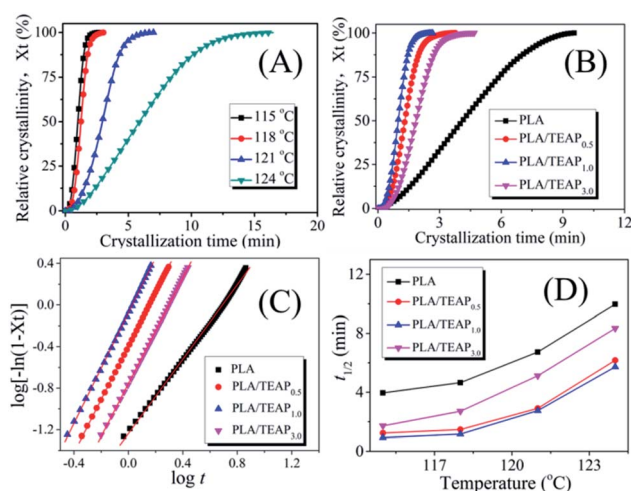 Relative crystallinity, Xt (%)
100
75
50
25
0
(A)
115 °C
118 °C
121 °C
124 °C
0 5 10 15 20
Crystallization time (min)
Relative crystallinity, Xt (%)
100
75
50
25
0
(B)
PLA
PLA/TEAP0.5
PLA/TEAP1.0
PLA/TEAP3.0
0 3 6 9 12
Crystallization time (min)
log[-ln(1-Xt)]
0.4
0.0
-0.4
-0.8
-1.2
(C)
PLA
PLA/TEAP0.5
PLA/TEAP1.0
PLA/TEAP3.0
-0.4 0.0 0.4 0.8 1.2
log t
t1/2 (min)
12
9
6
3
0
(D)
PLA
PLA/TEAP0.5
PLA/TEAP1.0
PLA/TEAP3.0
117 120 123
Temperature (°C)